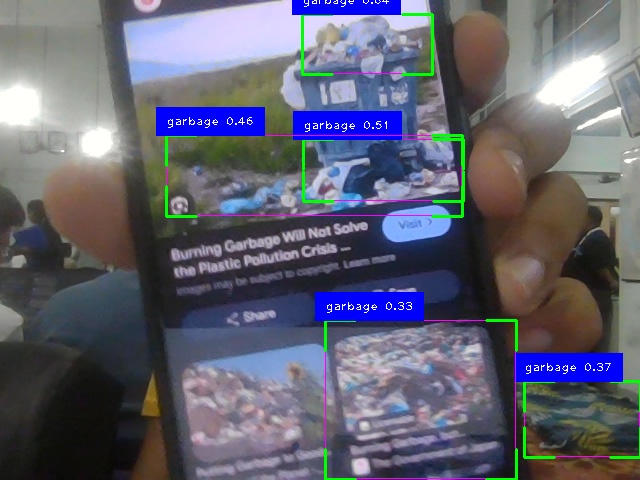 garbage 0.64
garbage 0.46
garbage 0.51
Visit >
Burning Garbage Will Not Solve
the Plastic Pollution Crisis ...
Images may be subject to copyright. Learn more
Share
Save
garbage 0.33
garbage 0.37